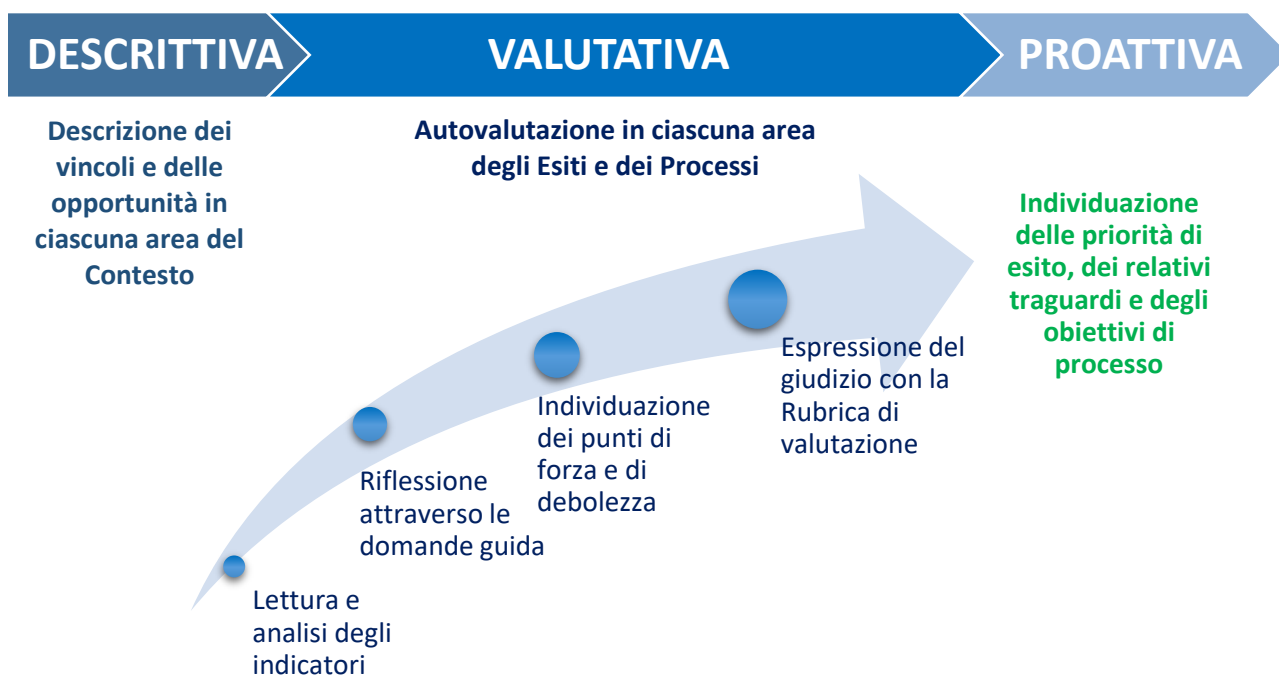 DESCRITTIVA
VALUTATIVA
PROATTIVA
Descrizione dei
vincoli e delle
opportunità in
ciascuna area del
Contesto
Autovalutazione in ciascuna area
degli Esiti e dei Processi
Lettura e
analisi degli
indicatori
Riflessione
attraverso le
domande guida
Individuazione
dei punti di
forza e di
debolezza
Espressione del
giudizio con la
Rubrica di
valutazione
Individuazione
delle priorità di
esito, dei relativi
traguardi e degli
obiettivi di
processo